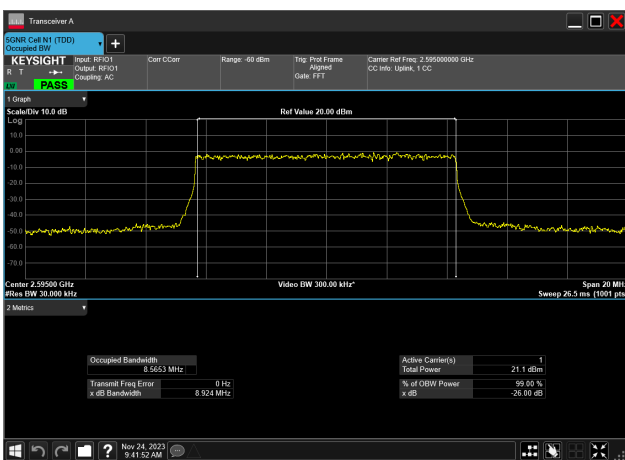 Transceiver A
5GNR Cell N1 (TDD)
Occupied BW
KEYSIGHT
R T
LXI
PASS
Input: RFIO1
Output: RFIO1
Coupling: AC
Corr CCorr
Range: -60 dBm
Trig: Prot Frame
Aligned
Gate: FFT
Carrier Ref Freq: 2.595000000 GHz
CC Info: Uplink, 1 CC
1 Graph
Scale/Div 10.0 dB
Ref Value 20.00 dBm
Log
10.0
0.00
-10.0
-20.0
-30.0
-40.0
-50.0
-60.0
-70.0
Center 2.59500 GHz
Video BW 300.00 kHz*
Span 20 MHz
#Res BW 30.000 kHz
Sweep 26.5 ms (1001 pts
2 Metrics
Occupied Bandwidth
8.5653 MHz
Transmit Freq Error 0 Hz
x dB Bandwidth 8.924 MHz
Active Carrier(s) 1
Total Power 21.1 dBm
% of OBW Power 99.00 %
x dB -26.00 dB
Nov 24, 2023
9:41:52 AM